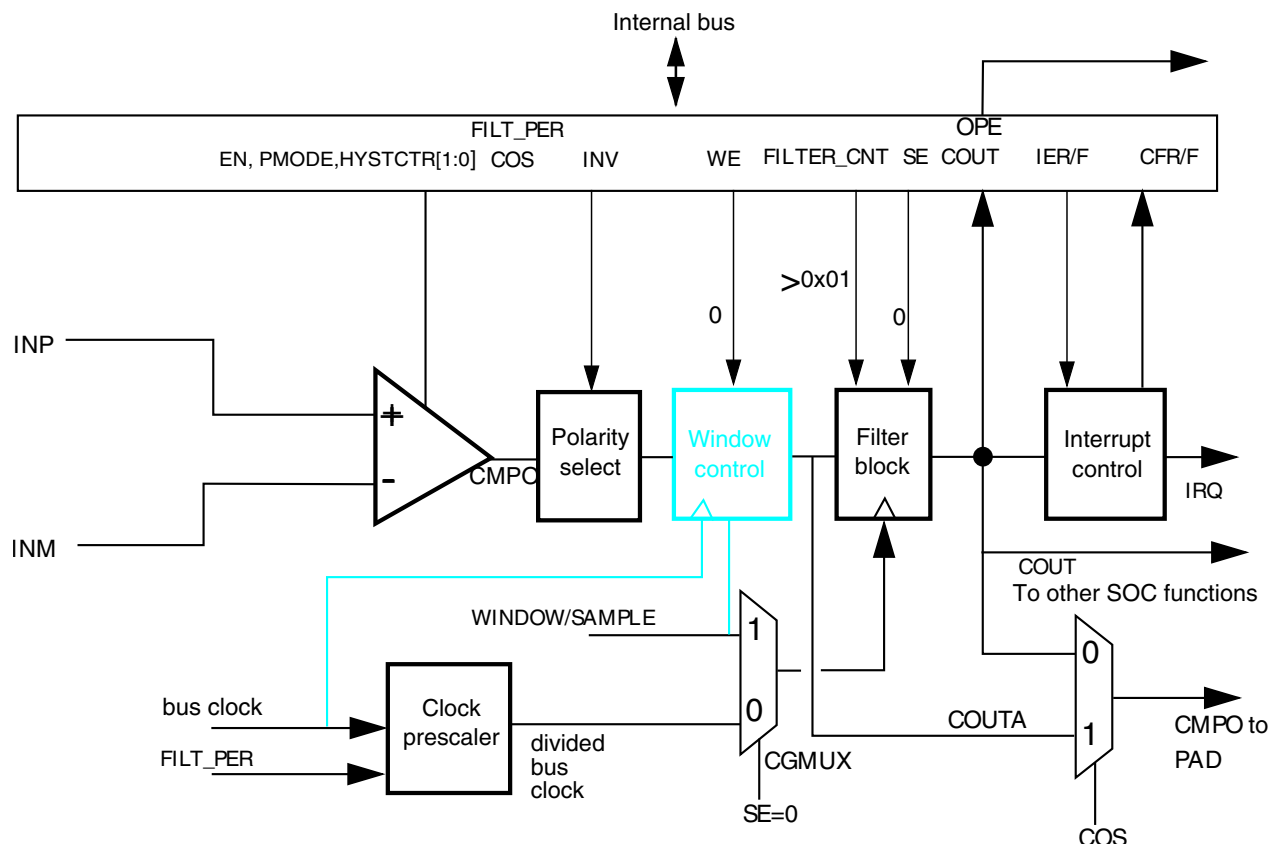 Internal bus
FILT_PER
OPE
EN, PMODE,HYSTCTR[1:0]
COS
INV
WE
FILTER_CNT
SE
COUT
IER/F
CFR/F
>0x01
0
0
INP
INM
+
-
CMPO
Polarity
select
Window
control
Filter
block
Interrupt
control
IRQ
COUT
To other SOC functions
WINDOW/SAMPLE
1
0
CGMUX
SE=0
bus clock
FILT_PER
Clock
prescaler
divided
bus
clock
COUTA
0
1
CMPO to
PAD
COS